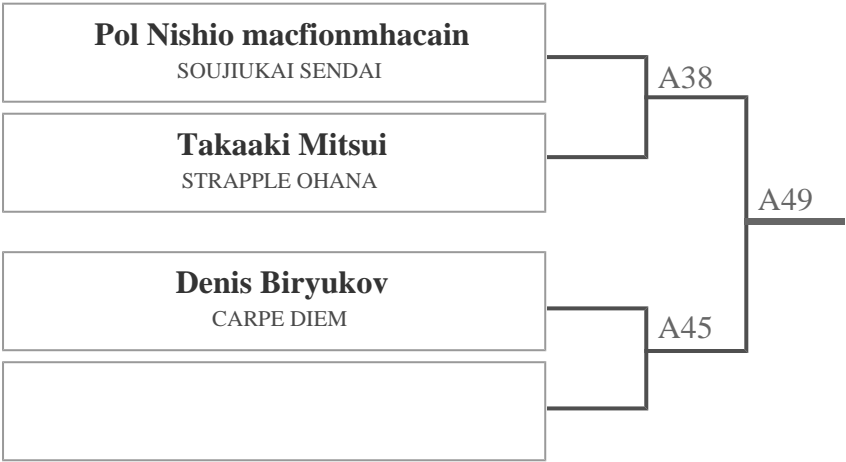 Pol Nishio macfionmhacain
SOUJIUKAI SENDAI
A38
Takaaki Mitsui
STRAPPLE OHANA
A49
Denis Biryukov
CARPE DIEM
A45